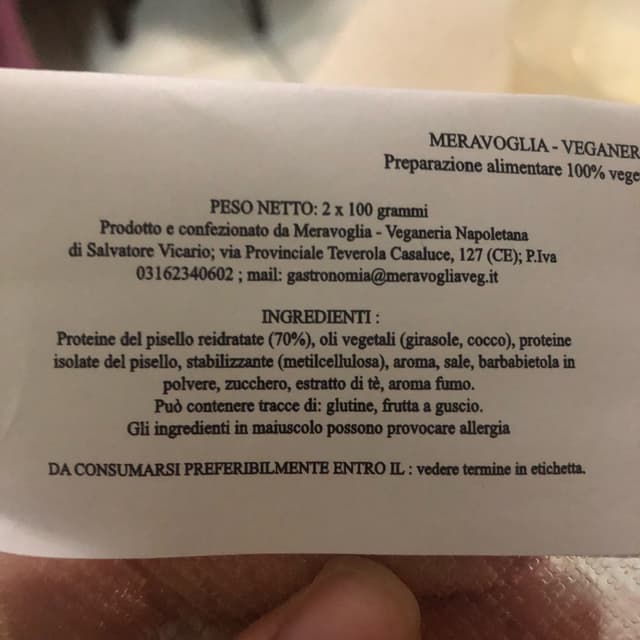 MERAVOGLIA - VEGANER
Preparazione alimentare 100% vege
PESO NETTO: 2 x 100 grammi
Prodotto e confezionato da Meravoglia - Veganeria Napoletana
di Salvatore Vicario; via Provinciale Teverola Casaluce, 127 (CE); P.Iva
03162340602 ; mail: gastronomia@meravogliaveg.it
INGREDIENTI :
Proteine del pisello reidratate (70%), oli vegetali (girasole, cocco), proteine
isolate del pisello, stabilizzante (metilcellulosa), aroma, sale, barbabietola in
polvere, zucchero, estratto di tè, aroma fumo.
Può contenere tracce di: glutine, frutta a guscio.
Gli ingredienti in maiuscolo possono provocare allergia
DA CONSUMARSI PREFERIBILMENTE ENTRO IL : vedere termine in etichetta.